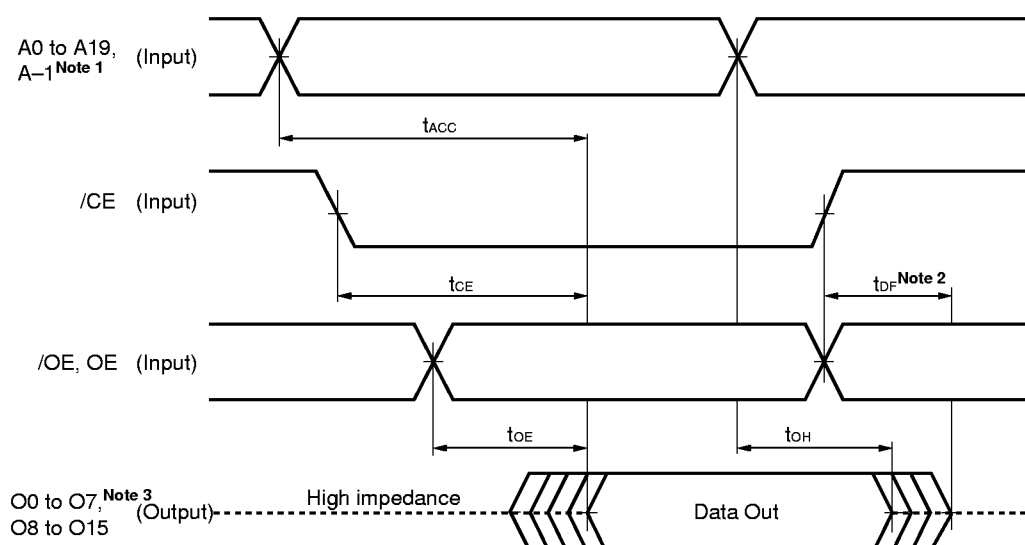 A0 to A19, (Input)
A–1Note 1
tACC
/CE (Input)
tCE
tDFNote 2
/OE, OE (Input)
tOE
tOH
O0 to O7,Note 3 (Output)
O8 to O15
High impedance
Data Out